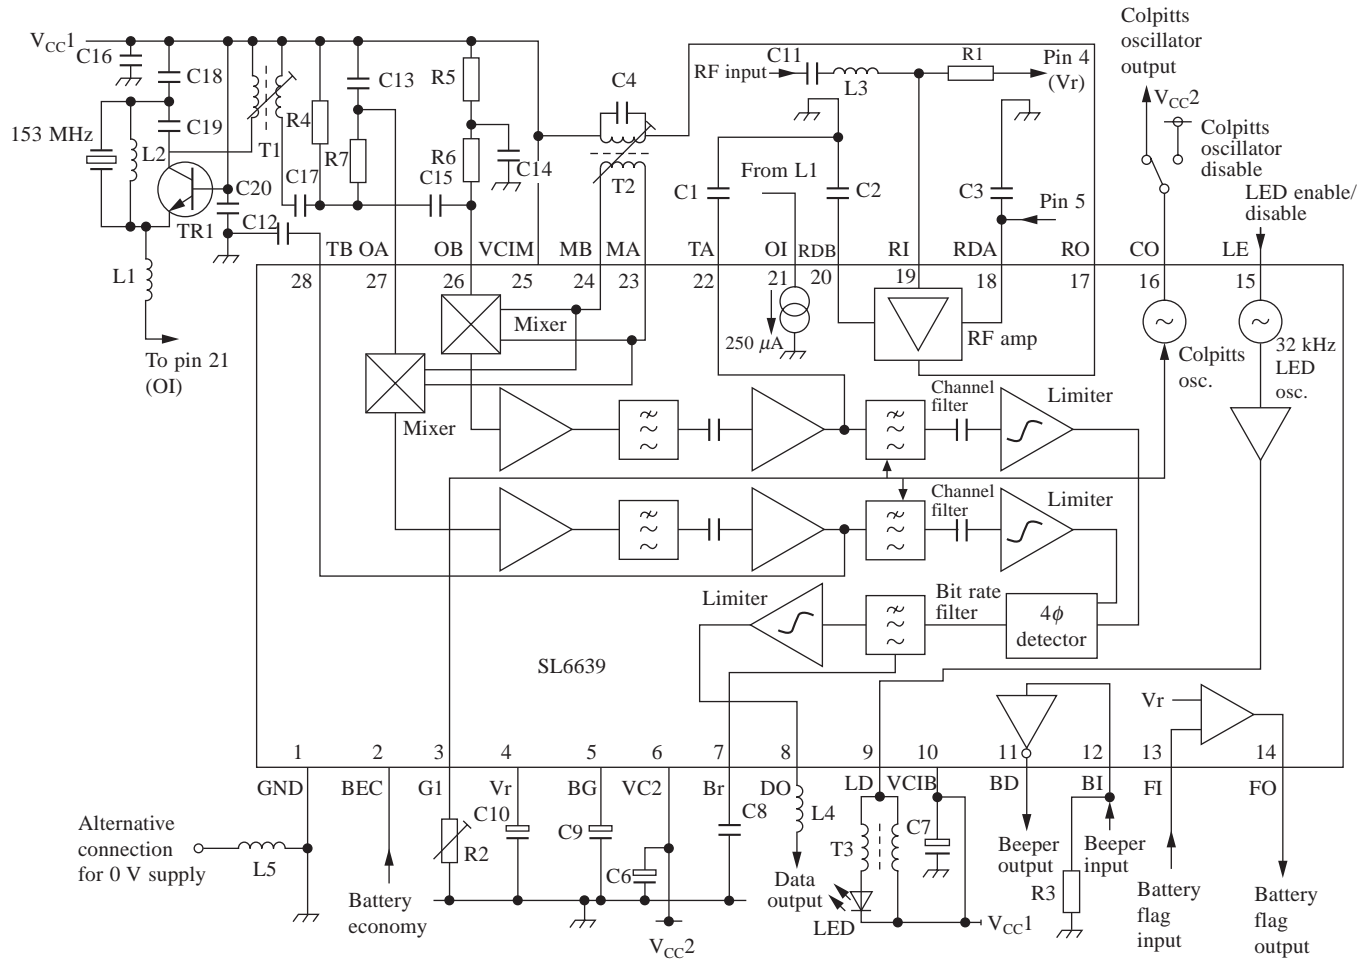 Colpitts
oscillator
output
V_CC1
C16
C18
C13
R5
C4
RF input
C11
L3
R1
Pin 4
(Vr)
V_CC2
Colpitts
oscillator
disable
153 MHz
C19
L2
T1
R4
R7
R6
C14
C15
C17
T2
C20
C12
TR1
L1
To pin 21
(OI)
From L1
C1
C2
C3
Pin 5
LED enable/
disable
TB OA OB VCIM MB MA TA OI RDB RI RDA RO CO LE
28 27 26 25 24 23 22 21 20 19 18 17 16 15
Mixer
Mixer
250 µA
RF amp
Colpitts
osc.
32 kHz
LED
osc.
Channel
filter
Limiter
Channel
filter
Limiter
Limiter
Bit rate
filter
4ϕ
detector
SL6639
Vr
1 2 3 4 5 6 7 8 9 10 11 12 13 14
GND BEC G1 Vr BG VC2 Br DO LD VCIB BD BI FI FO
Alternative
connection
for 0 V supply
L5
Battery
economy
R2
C10
C9
C6
V_CC2
C8
L4
Data
output
T3
LED
C7
V_CC1
Beeper
output
Beeper
input
R3
Battery
flag
input
Battery
flag
output